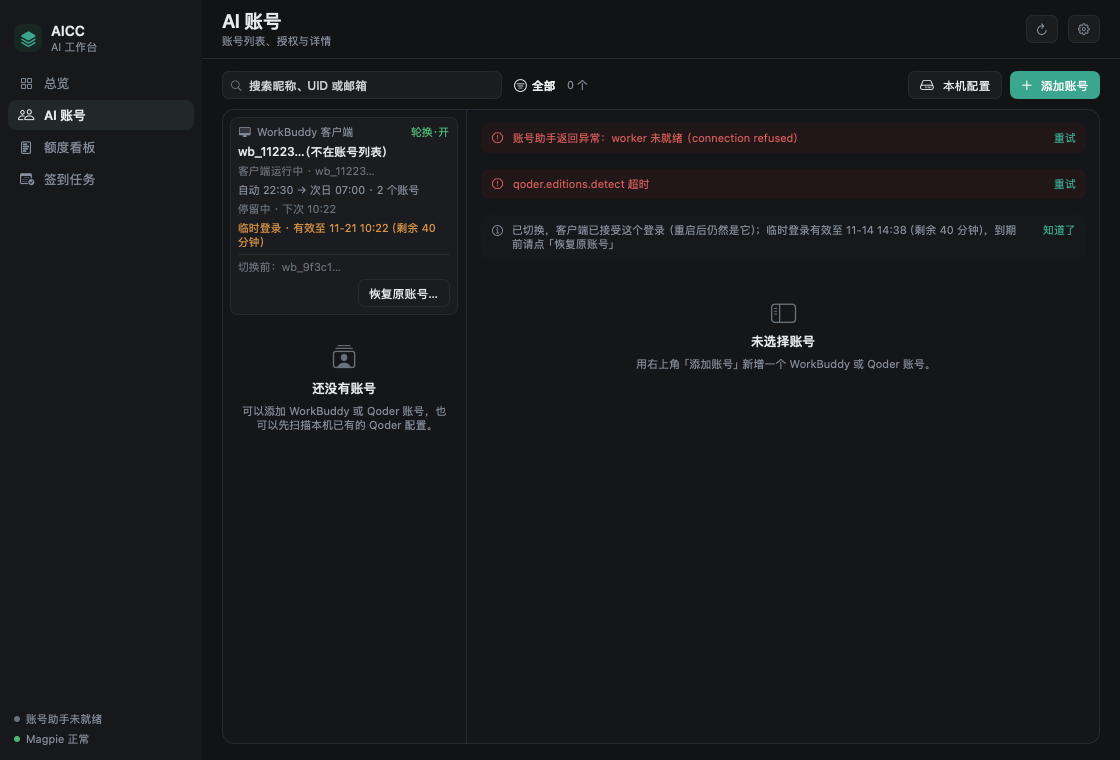 AICC
AI 工作台
总览
AI 账号
额度看板
签到任务
账号助手未就绪
Magpie 正常
AI 账号
账号列表、授权与详情
搜索昵称、UID 或邮箱
全部 0 个
本机配置
添加账号
WorkBuddy 客户端
轮换·开
wb_11223…(不在账号列表)
客户端运行中 · wb_11223…
自动 22:30 → 次日 07:00 · 2 个账号
停留中 · 下次 10:22
临时登录 · 有效至 11-21 10:22 (剩余 40
分钟)
切换前：wb_9f3c1…
恢复原账号…
还没有账号
可以添加 WorkBuddy 或 Qoder 账号，也
可以先扫描本机已有的 Qoder 配置。
账号助手返回异常：worker 未就绪 (connection refused)
重试
qoder.editions.detect 超时
重试
已切换，客户端已接受这个登录 (重启后仍然是它)；临时登录有效至 11-14 14:38 (剩余 40 分钟)，到期
前请点「恢复原账号」
知道了
未选择账号
用右上角「添加账号」新增一个 WorkBuddy 或 Qoder 账号。